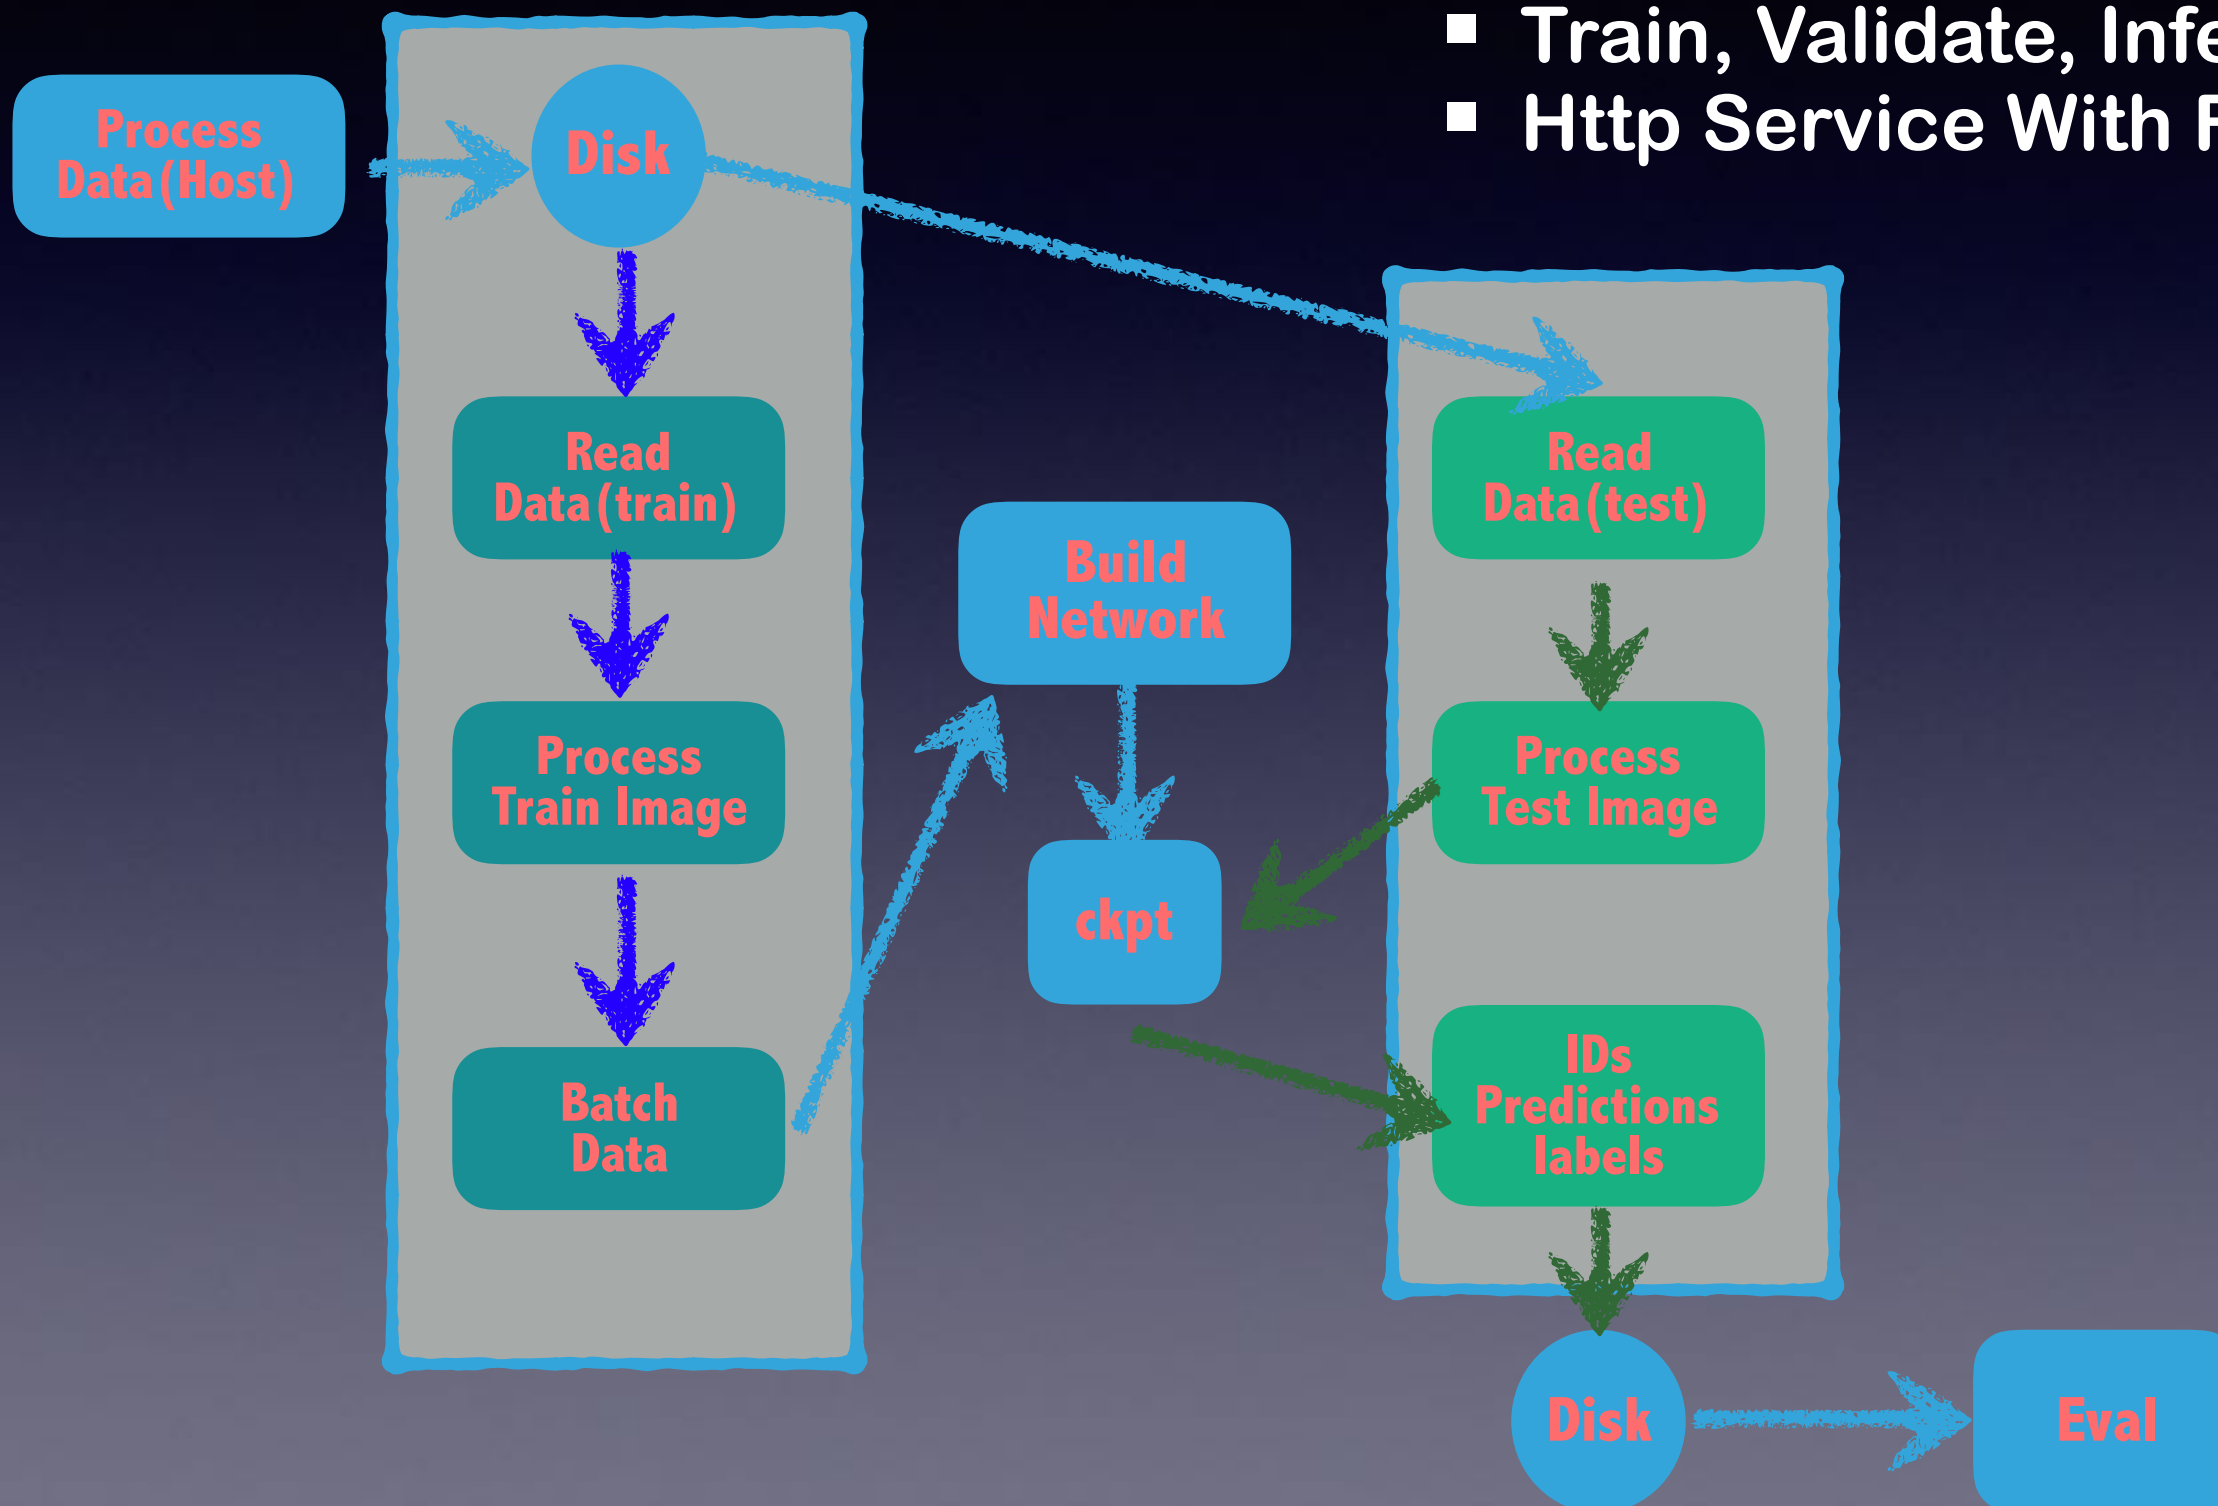 Train, Validate,
Http Service With
Process
Data(Host)
Disk
Read
Data(train)
Process
Train Image
Batch
Data
Build
Network
ckpt
Read
Data(test)
Process
Test Image
IDs
Predictions
labels
Disk
Eval